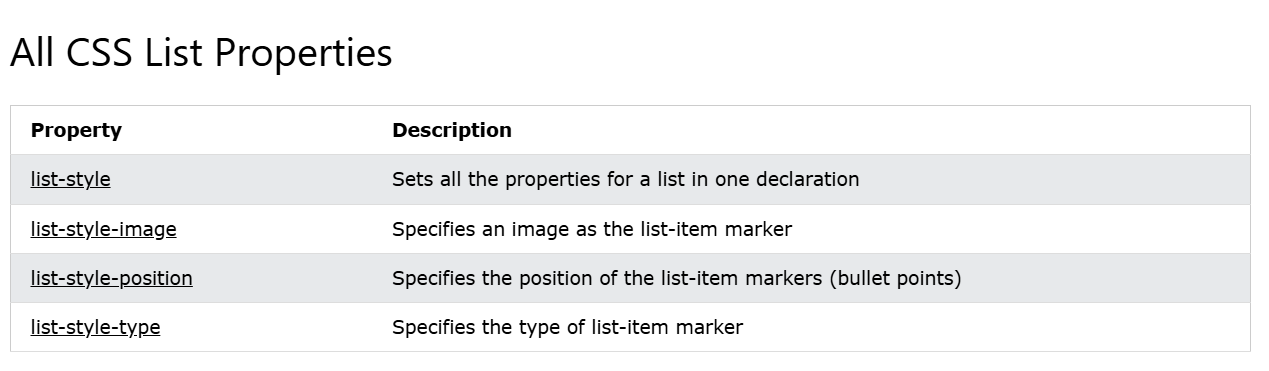 All CSS List Properties
Property Description
list-style Sets all the properties for a list in one declaration
list-style-image Specifies an image as the list-item marker
list-style-position Specifies the position of the list-item markers (bullet points)
list-style-type Specifies the type of list-item marker